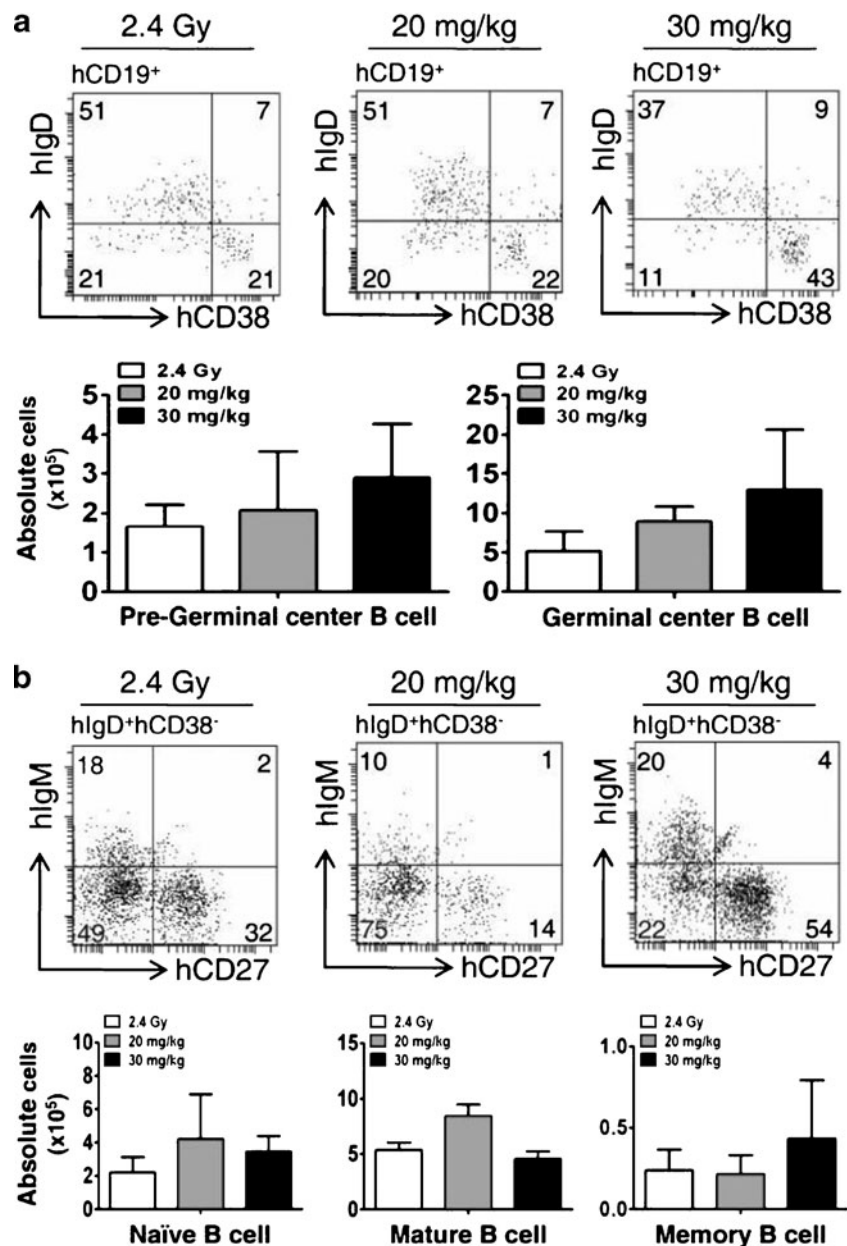 a
2.4 Gy 20 mg/kg 30 mg/kg
hCD19+ hCD19+ hCD19+
51 7 51 7 37 9
hIgD
21 21 20 22 11 43
hCD38 hCD38 hCD38
2.4 Gy
20 mg/kg
30 mg/kg
Absolute cells
(x10⁵)
5
4
3
2
1
0
Pre-Germinal center B cell
2.4 Gy
20 mg/kg
30 mg/kg
25
20
15
10
5
0
Germinal center B cell
b
2.4 Gy 20 mg/kg 30 mg/kg
hIgD+hCD38- hIgD+hCD38- hIgD+hCD38-
18 2 10 1 20 4
hIgM hIgM hIgM
49 32 75 14 22 54
hCD27 hCD27 hCD27
2.4 Gy
20 mg/kg
30 mg/kg
Absolute cells
(x10⁵)
10
8
6
4
2
0
Naïve B cell
2.4 Gy
20 mg/kg
30 mg/kg
15
10
5
0
Mature B cell
2.4 Gy
20 mg/kg
30 mg/kg
1.0
0.5
0.0
Memory B cell